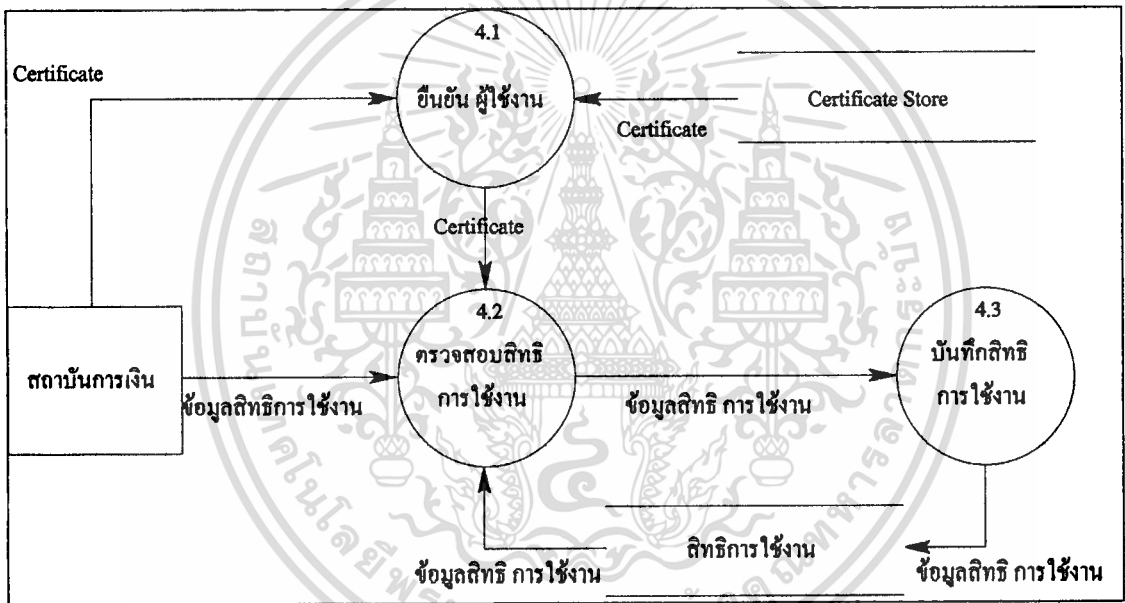 4.1
Certificate
ยืนยัน ผู้ใช้งาน
Certificate Store
Certificate
Certificate
4.2
4.3
สถาบันการเงิน
ตรวจสอบสิทธิ
การใช้งาน
บันทึกสิทธิ
การใช้งาน
ข้อมูลสิทธิการใช้งาน
ข้อมูลสิทธิ การใช้งาน
สิทธิการใช้งาน
ข้อมูลสิทธิ การใช้งาน
ข้อมูลสิทธิ การใช้งาน